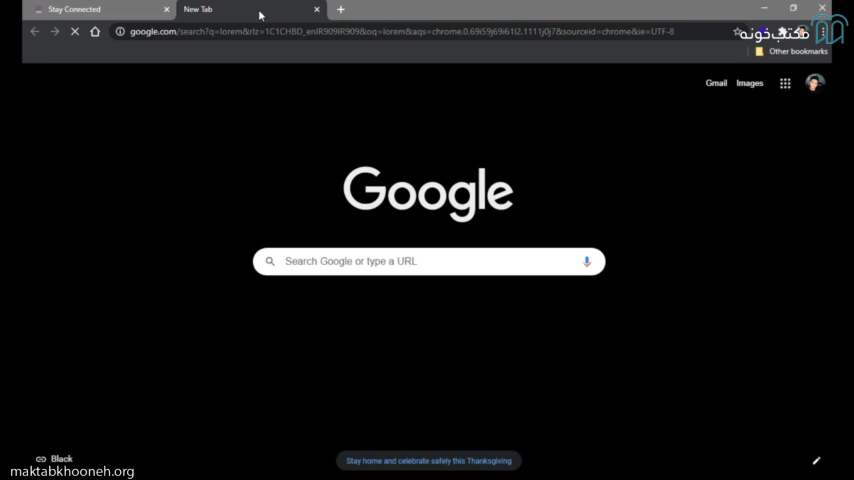 Stay Connected
New Tab
google.com/search?q=lorem&rlz=1C1CHBD_enIR909IR909&oq=lorem&aqs=chrome.0.69i59j69i61l2.1111j0j7&sourceid=chrome&ie=UTF-8
مکتب‌خونه
Other bookmarks
Gmail Images
Google
Search Google or type a URL
Black
Stay home and celebrate safely this Thanksgiving
maktabkhooneh.org